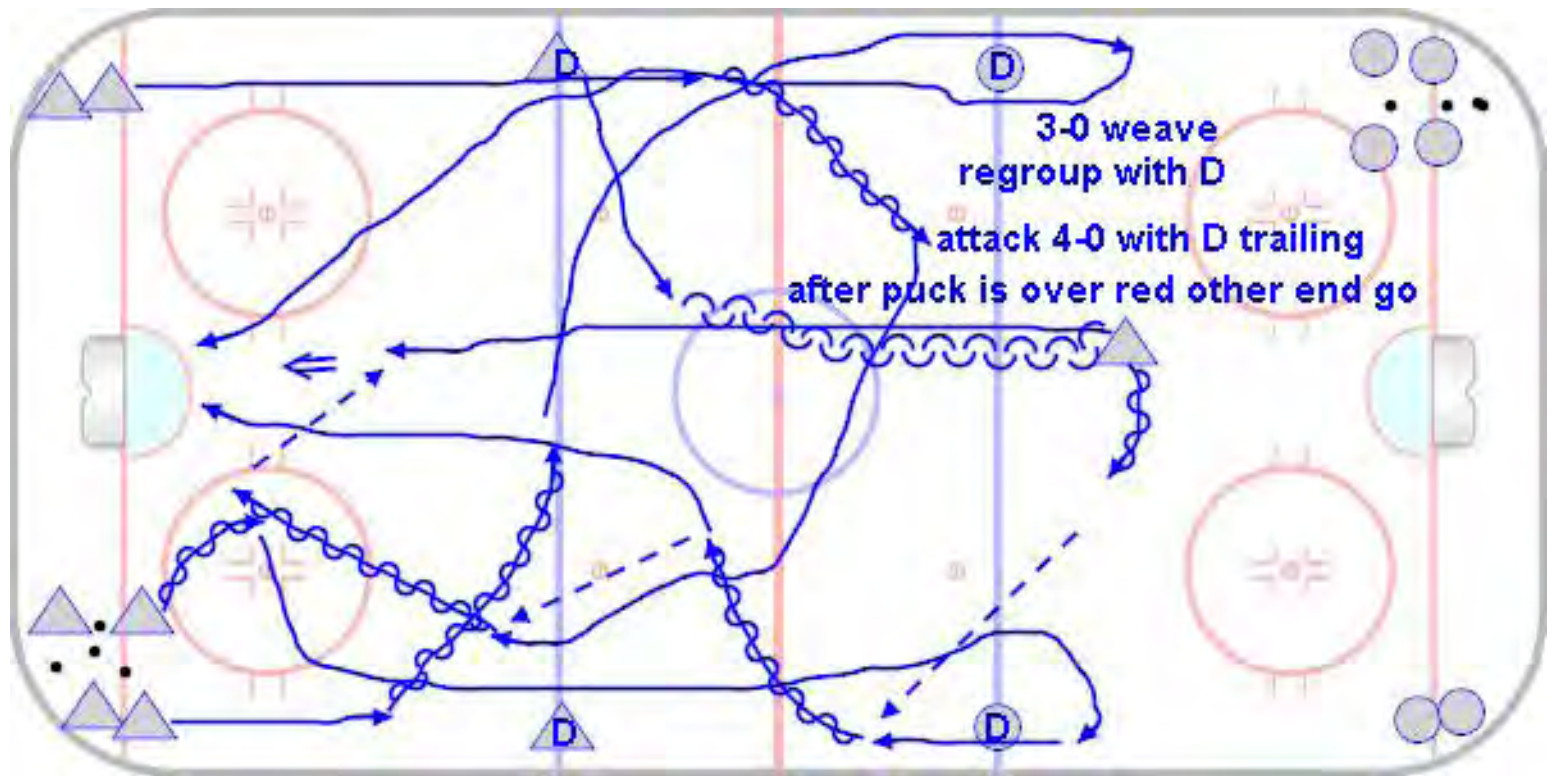 D
D
3-0 weave
regroup with D
attack 4-0 with D trailing
after puck is over red other end go
D
D